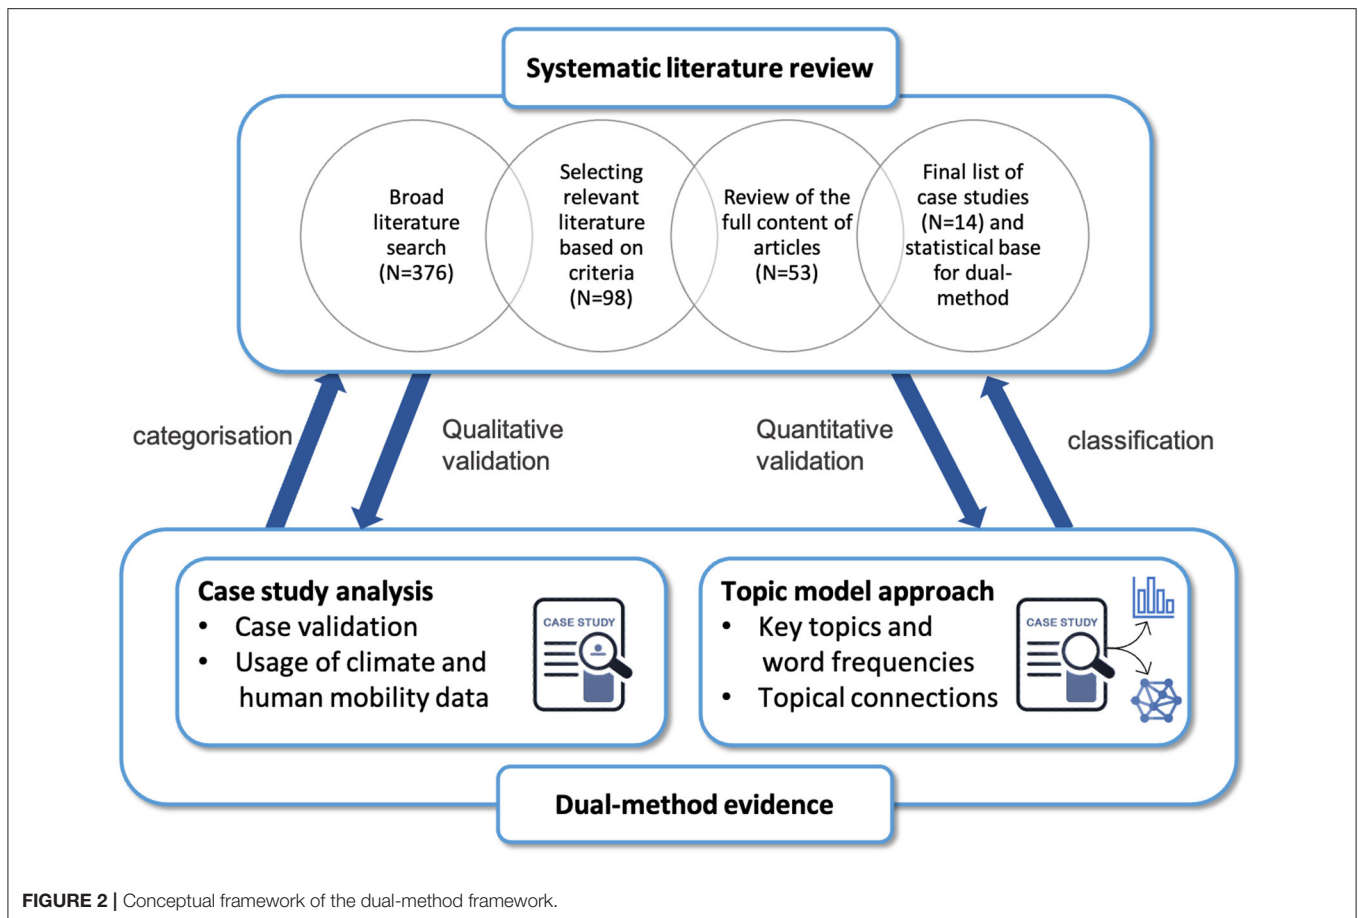 Systematic literature review
Broad
literature
search
(N=376)
Selecting
relevant
literature
based on
criteria
(N=98)
Review of the
full content of
articles
(N=53)
Final list of
case studies
(N=14) and
statistical base
for dual-
method
categorisation
Qualitative
validation
Quantitative
validation
classification
Case study analysis
• Case validation
• Usage of climate and
human mobility data
CASE STUDY
Topic model approach
• Key topics and
word frequencies
• Topical connections
CASE STUDY
Dual-method evidence
FIGURE 2 | Conceptual framework of the dual-method framework.